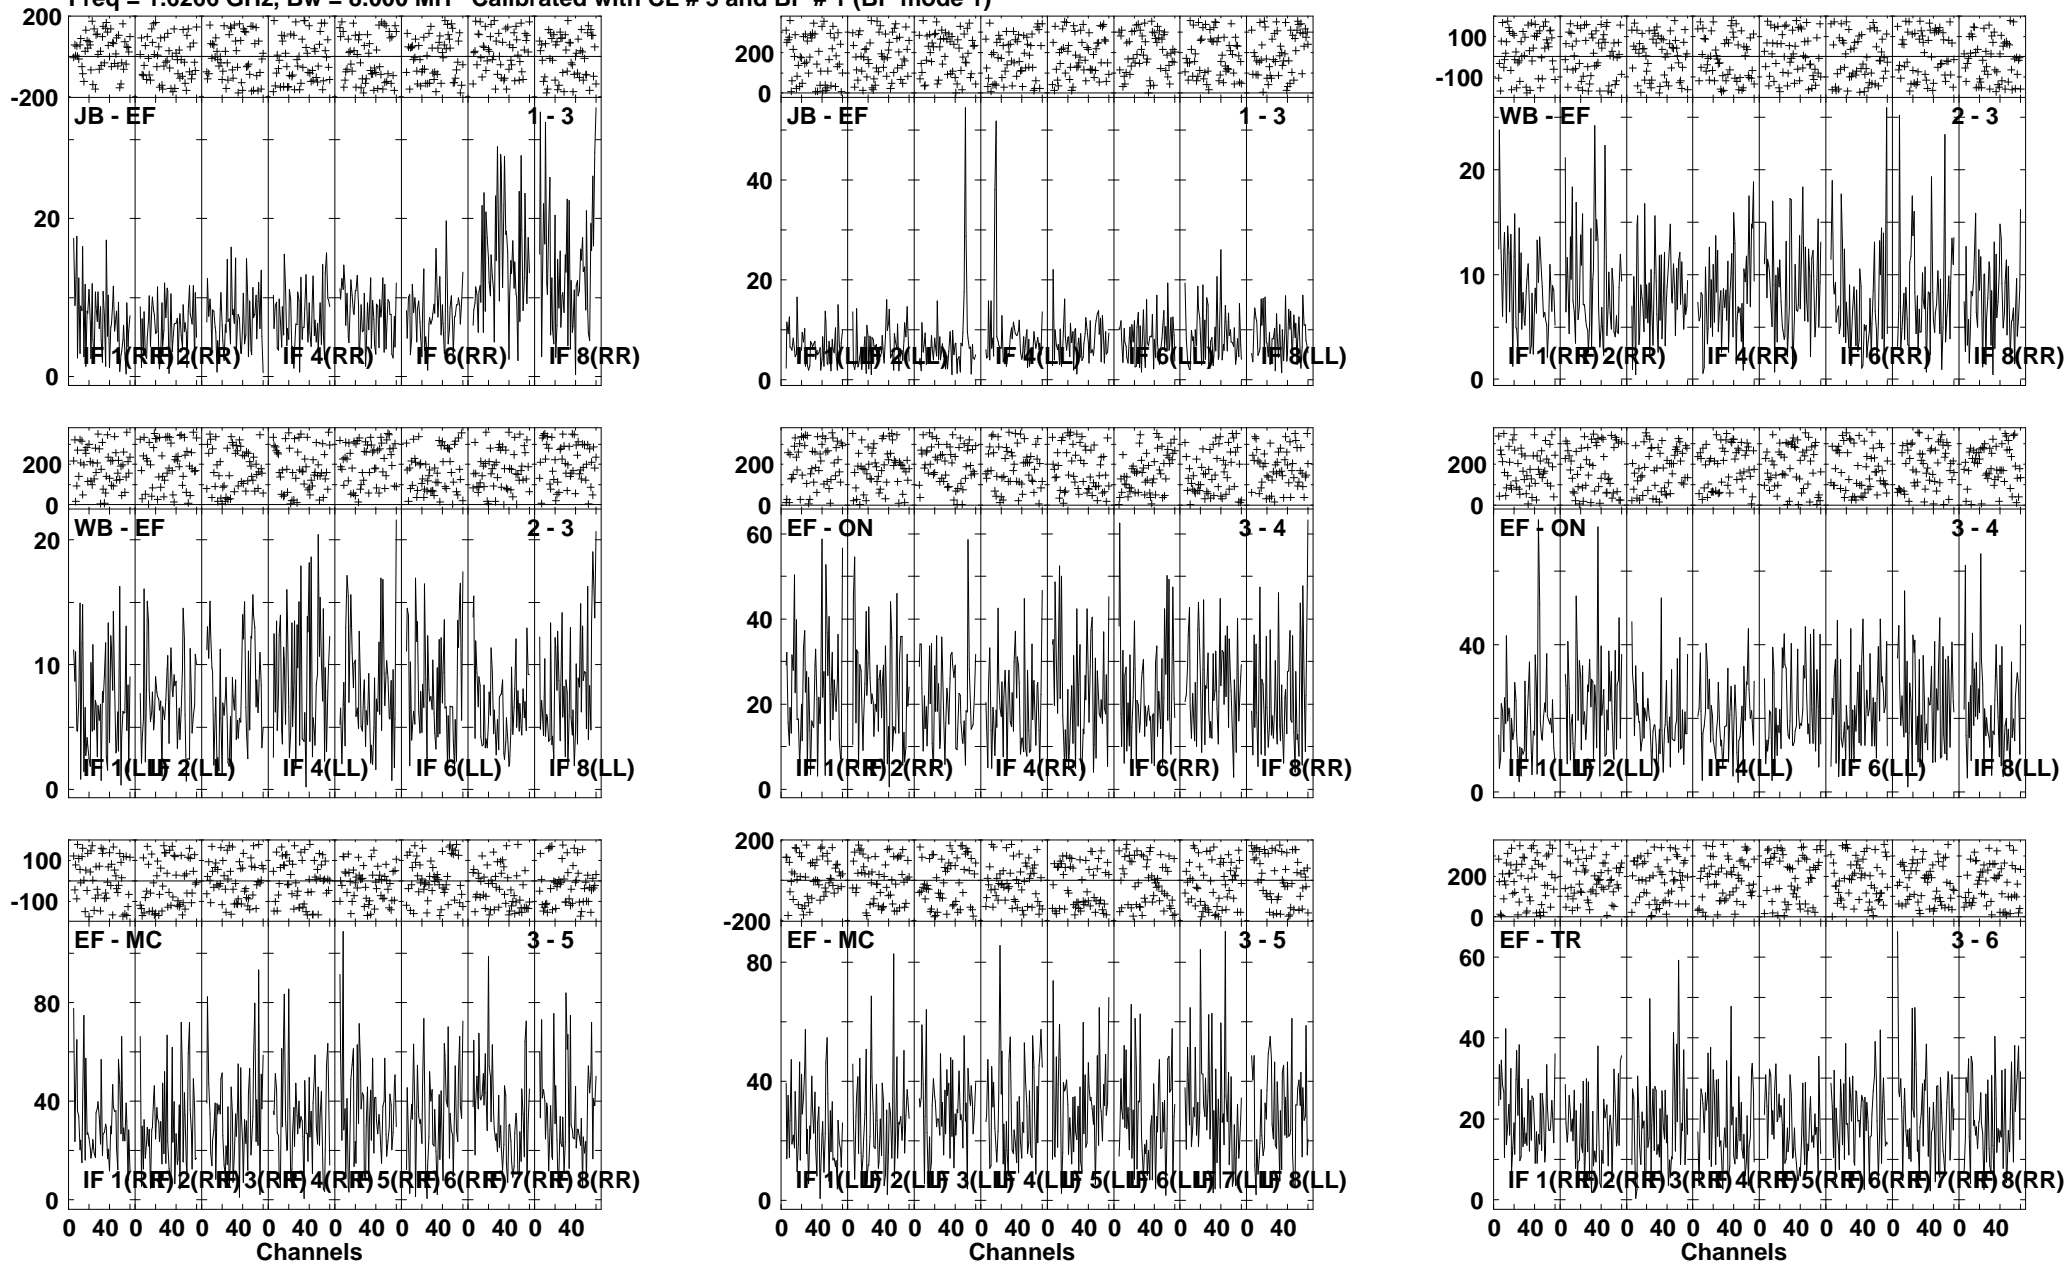 Freq = 1.6266 GHz, Bw = 8.000 MH Calibrated with CL # 3 and BP # 1 (BP mode 1)
200
-200
JB - EF 1 - 3
20
0
IF 1(RR) IF 2(RR) IF 4(RR) IF 6(RR) IF 8(RR)
200
0
JB - EF 1 - 3
40
20
0
IF 1(LL) IF 2(LL) IF 4(LL) IF 6(LL) IF 8(LL)
100
-100
WB - EF 2 - 3
20
10
0
IF 1(RR) IF 2(RR) IF 4(RR) IF 6(RR) IF 8(RR)
200
0
WB - EF 2 - 3
20
10
0
IF 1(LL) IF 2(LL) IF 4(LL) IF 6(LL) IF 8(LL)
200
0
EF - ON 3 - 4
60
40
20
0
IF 1(RR) IF 2(RR) IF 4(RR) IF 6(RR) IF 8(RR)
200
0
EF - ON 3 - 4
40
0
IF 1(LL) IF 2(LL) IF 4(LL) IF 6(LL) IF 8(LL)
100
-100
EF - MC 3 - 5
80
40
0
IF 1(RR) IF 2(RR) IF 3(RR) IF 4(RR) IF 5(RR) IF 6(RR) IF 7(RR) IF 8(RR)
0 40 0 40 0 40 0 40 0 40 0 40 0 40 0 40
Channels
200
-200
EF - MC 3 - 5
80
40
0
IF 1(LL) IF 2(LL) IF 3(LL) IF 4(LL) IF 5(LL) IF 6(LL) IF 7(LL) IF 8(LL)
0 40 0 40 0 40 0 40 0 40 0 40 0 40 0 40
Channels
200
0
EF - TR 3 - 6
60
40
20
0
IF 1(RR) IF 2(RR) IF 3(RR) IF 4(RR) IF 5(RR) IF 6(RR) IF 7(RR) IF 8(RR)
0 40 0 40 0 40 0 40 0 40 0 40 0 40 0 40
Channels